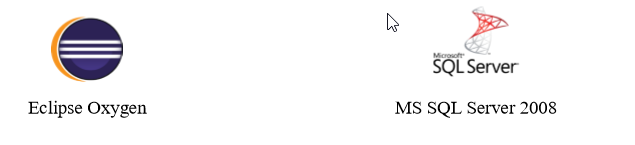 Microsoft
SQL Server
Eclipse Oxygen
MS SQL Server 2008